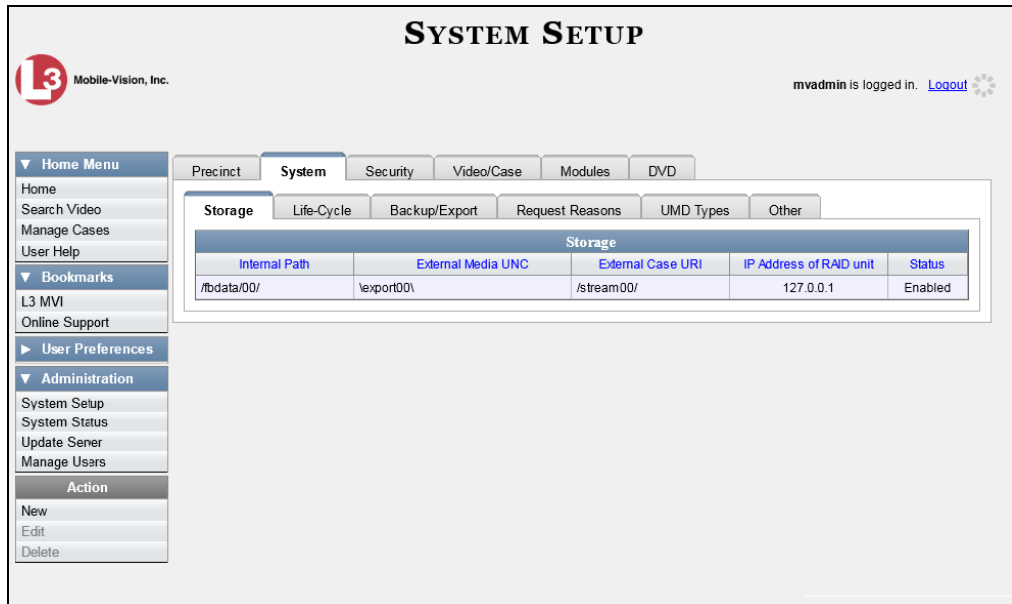 SYSTEM SETUP
L3 Mobile-Vision, Inc.
mvadmin is logged in. Logout
▼ Home Menu
Home
Search Video
Manage Cases
User Help
▼ Bookmarks
L3 MVI
Online Support
► User Preferences
▼ Administration
System Setup
System Status
Update Server
Manage Users
Action
New
Edit
Delete
Precinct System Security Video/Case Modules DVD
Storage Life-Cycle Backup/Export Request Reasons UMD Types Other
Storage
Internal Path External Media UNC External Case URI IP Address of RAID unit Status
/fbdata/00/ \export00\ /stream00/ 127.0.0.1 Enabled